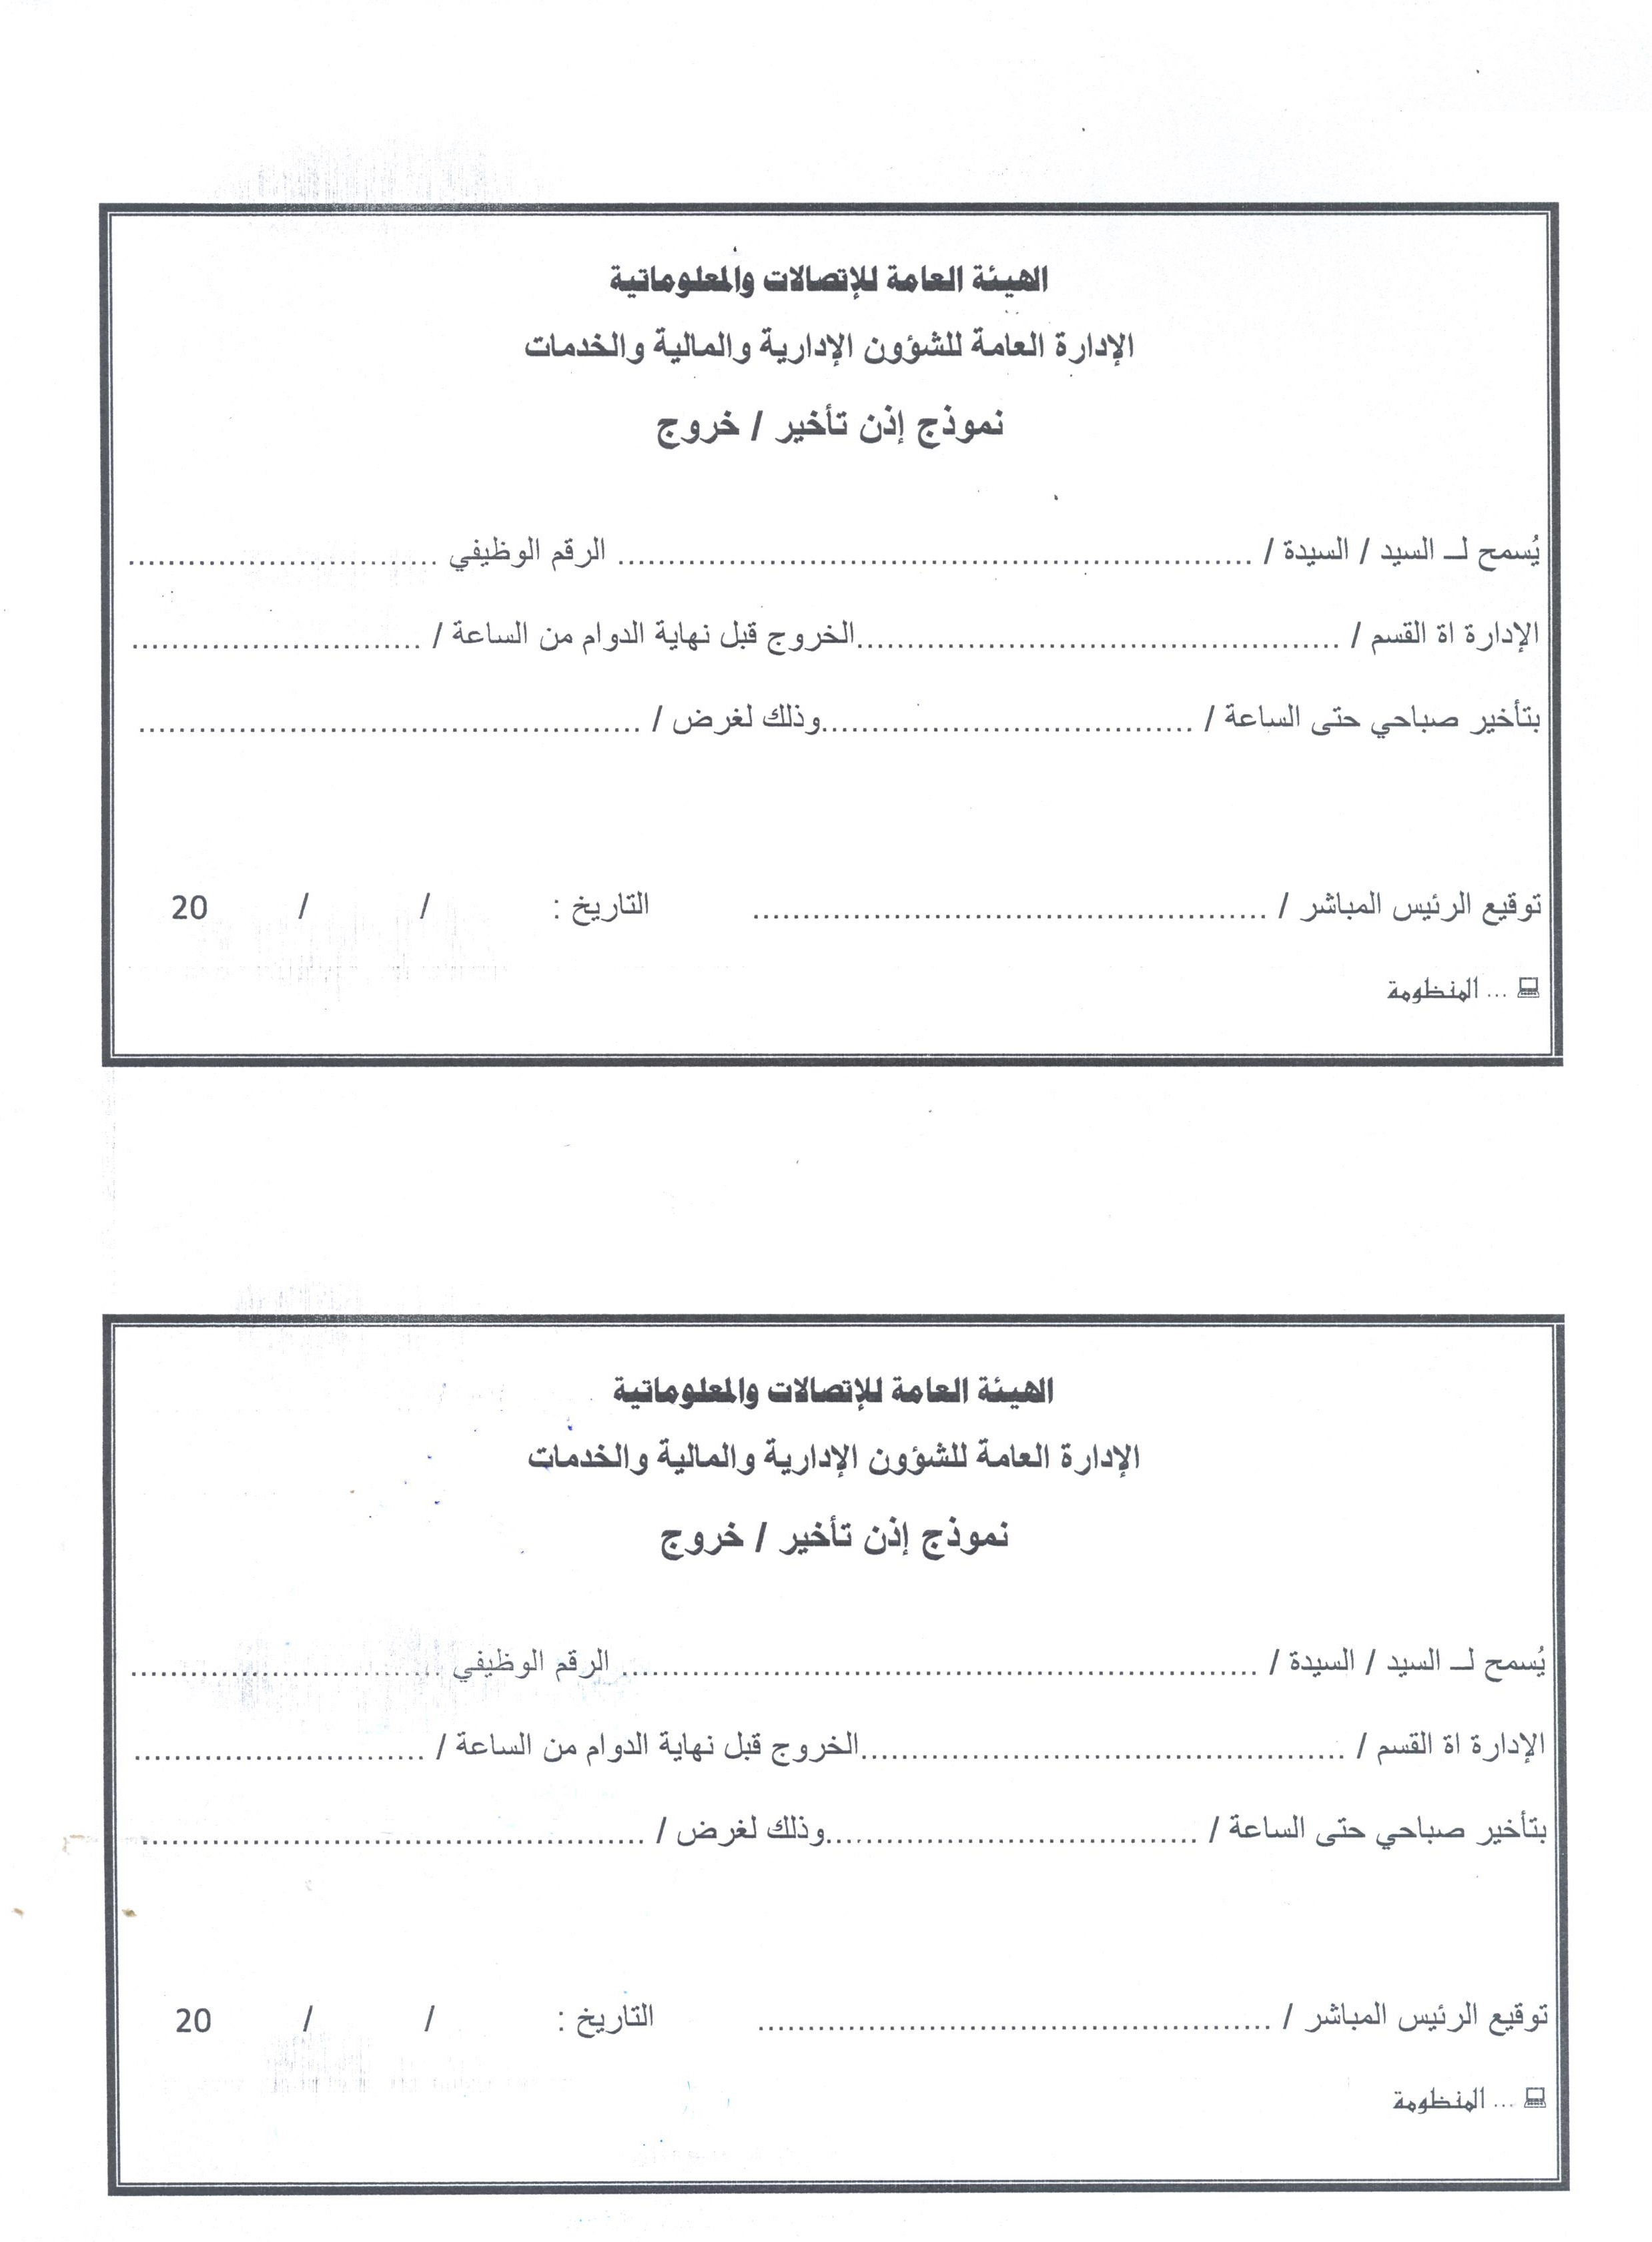 الهيئة العامة للإتصالات والمعلوماتية
الإدارة العامة للشؤون الإدارية والمالية والخدمات
نموذج إذن تأخير / خروج
يُسمح لــ السيد / السيدة / .............................................................. الرقم الوظيفي ..............................
الإدارة اة القسم / ...............................................الخروج قبل نهاية الدوام من الساعة / ............................
بتأخير صباحي حتى الساعة / ....................................وذلك لغرض / .................................................
توقيع الرئيس المباشر / .................................................. التاريخ : / / 20
💻 ... المنظومة
الهيئة العامة للإتصالات والمعلوماتية
الإدارة العامة للشؤون الإدارية والمالية والخدمات
نموذج إذن تأخير / خروج
يُسمح لــ السيد / السيدة / .............................................................. الرقم الوظيفي ..............................
الإدارة اة القسم / ...............................................الخروج قبل نهاية الدوام من الساعة / ............................
بتأخير صباحي حتى الساعة / ....................................وذلك لغرض / .................................................
توقيع الرئيس المباشر / .................................................. التاريخ : / / 20
💻 ... المنظومة